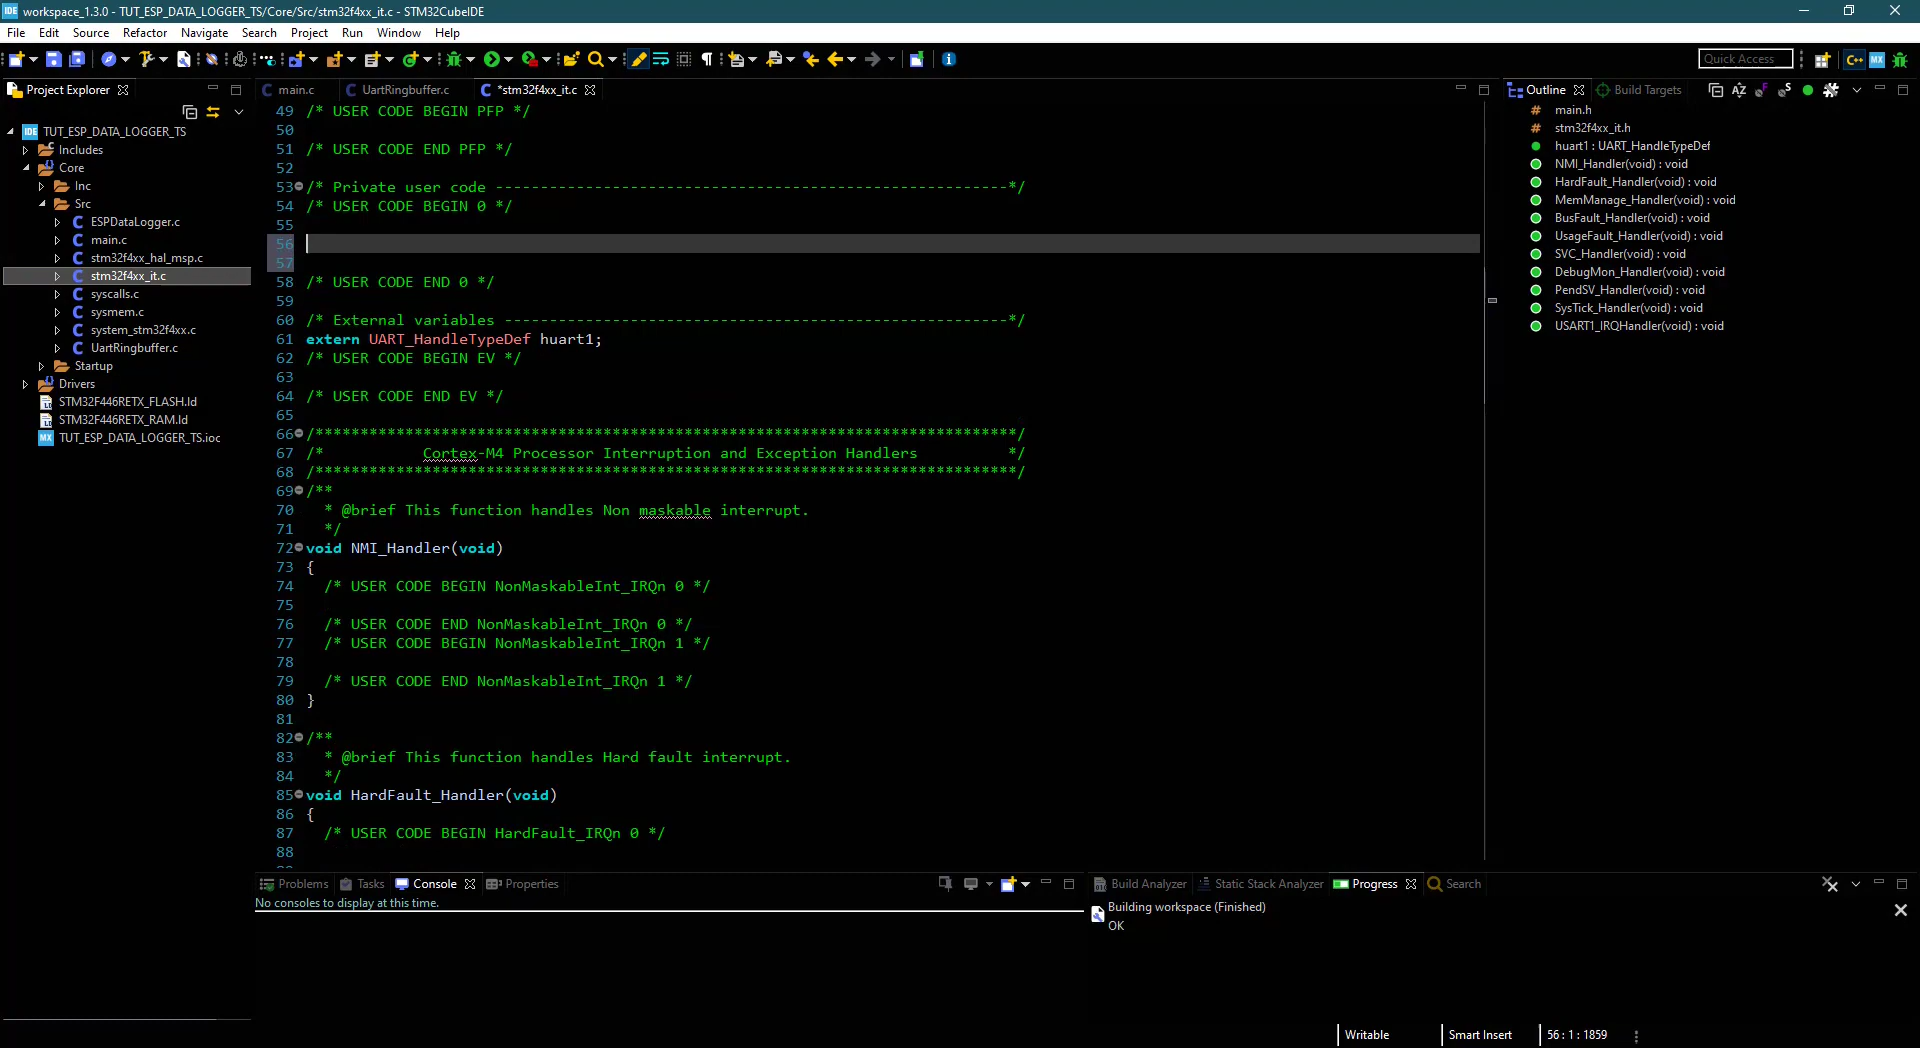 workspace_1.3.0 - TUT_ESP_DATA_LOGGER_TS/Core/Src/stm32f4xx_it.c - STM32CubeIDE
File Edit Source Refactor Navigate Search Project Run Window Help
Quick Access
Project Explorer
TUT_ESP_DATA_LOGGER_TS
Includes
Core
Inc
Src
ESPDataLogger.c
main.c
stm32f4xx_hal_msp.c
stm32f4xx_it.c
syscalls.c
sysmem.c
system_stm32f4xx.c
UartRingbuffer.c
Startup
Drivers
STM32F446RETX_FLASH.ld
STM32F446RETX_RAM.ld
TUT_ESP_DATA_LOGGER_TS.ioc
main.c UartRingbuffer.c *stm32f4xx_it.c
49 /* USER CODE BEGIN PFP */
50
51 /* USER CODE END PFP */
52
53 /* Private user code ---------------------------------------------------------*/
54 /* USER CODE BEGIN 0 */
55
56
57
58 /* USER CODE END 0 */
59
60 /* External variables --------------------------------------------------------*/
61 extern UART_HandleTypeDef huart1;
62 /* USER CODE BEGIN EV */
63
64 /* USER CODE END EV */
65
66 /******************************************************************************/
67 /*           Cortex-M4 Processor Interruption and Exception Handlers          */
68 /******************************************************************************/
69 /**
70   * @brief This function handles Non maskable interrupt.
71   */
72 void NMI_Handler(void)
73 {
74   /* USER CODE BEGIN NonMaskableInt_IRQn 0 */
75
76   /* USER CODE END NonMaskableInt_IRQn 0 */
77   /* USER CODE BEGIN NonMaskableInt_IRQn 1 */
78
79   /* USER CODE END NonMaskableInt_IRQn 1 */
80 }
81
82 /**
83   * @brief This function handles Hard fault interrupt.
84   */
85 void HardFault_Handler(void)
86 {
87   /* USER CODE BEGIN HardFault_IRQn 0 */
88
Outline Build Targets
main.h
stm32f4xx_it.h
huart1 : UART_HandleTypeDef
NMI_Handler(void) : void
HardFault_Handler(void) : void
MemManage_Handler(void) : void
BusFault_Handler(void) : void
UsageFault_Handler(void) : void
SVC_Handler(void) : void
DebugMon_Handler(void) : void
PendSV_Handler(void) : void
SysTick_Handler(void) : void
USART1_IRQHandler(void) : void
Problems Tasks Console Properties
No consoles to display at this time.
Build Analyzer Static Stack Analyzer Progress Search
Building workspace (Finished)
OK
Writable Smart Insert 56 : 1 : 1859